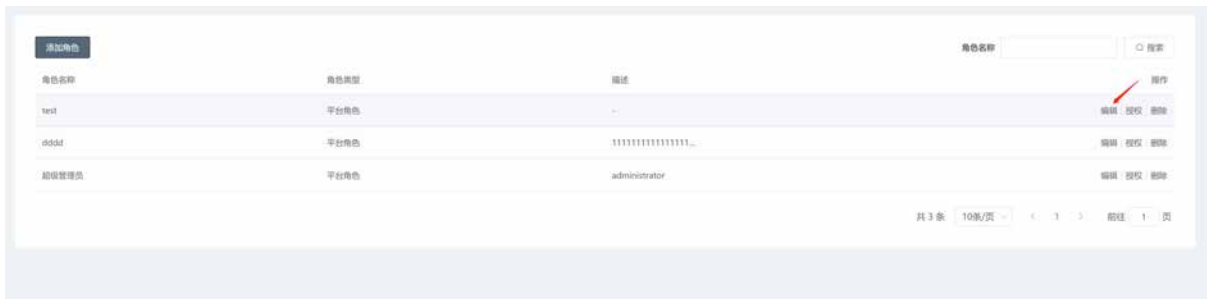 添加角色 角色名称 搜索
角色名称 角色类型 描述 操作
test 平台角色 - 编辑 授权 删除
dddd 平台角色 11111111111111111... 编辑 授权 删除
超级管理员 平台角色 administrator 编辑 授权 删除
共 3 条 10条/页 < 1 > 前往 1 页